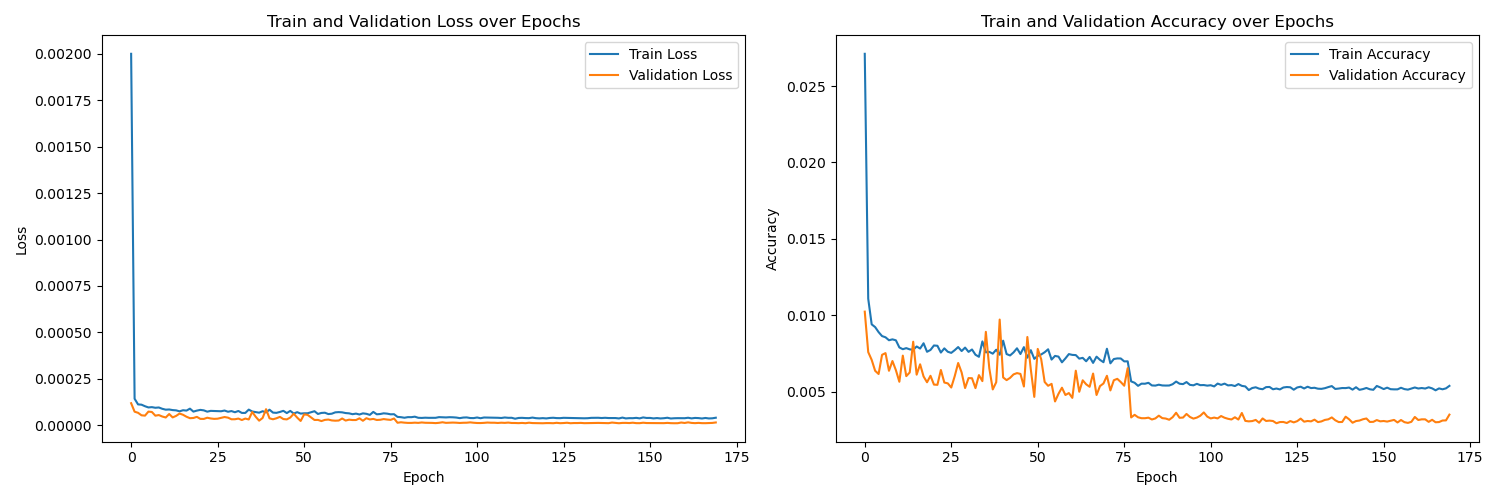 Train and Validation Loss over Epochs
Loss
0.00200
0.00175
0.00150
0.00125
0.00100
0.00075
0.00050
0.00025
0.00000
Train Loss
Validation Loss
0 25 50 75 100 125 150 175
Epoch
Train and Validation Accuracy over Epochs
Accuracy
0.025
0.020
0.015
0.010
0.005
Train Accuracy
Validation Accuracy
0 25 50 75 100 125 150 175
Epoch